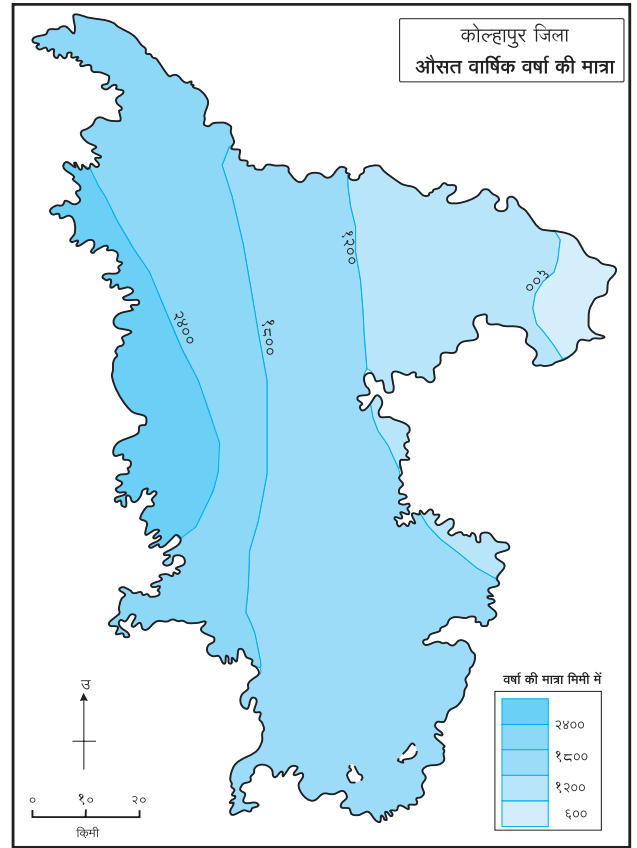 कोल्हापुर जिला
औसत वार्षिक वर्षा की मात्रा
१२००
६००
२४००
१८००
उ
वर्षा की मात्रा मिमी में
२४००
१८००
१२००
६००
० १० २०
किमी